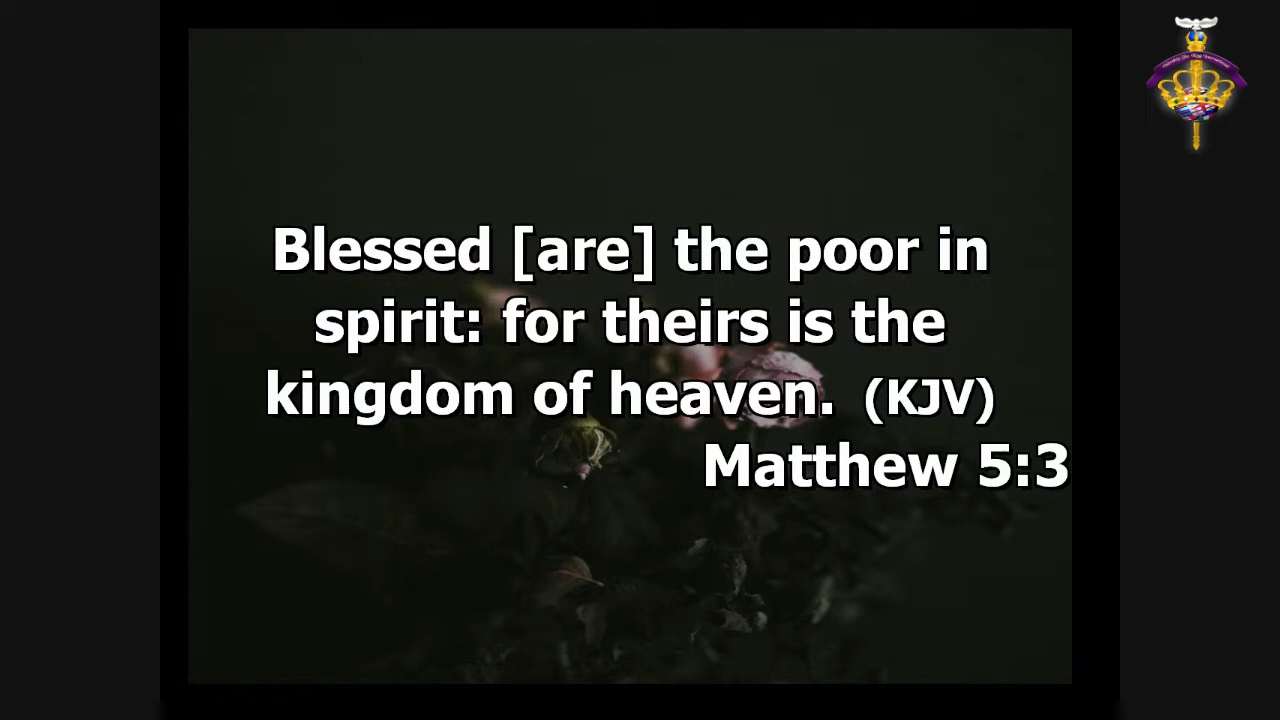 Blessed [are] the poor in
spirit: for theirs is the
kingdom of heaven. (KJV)
Matthew 5:3